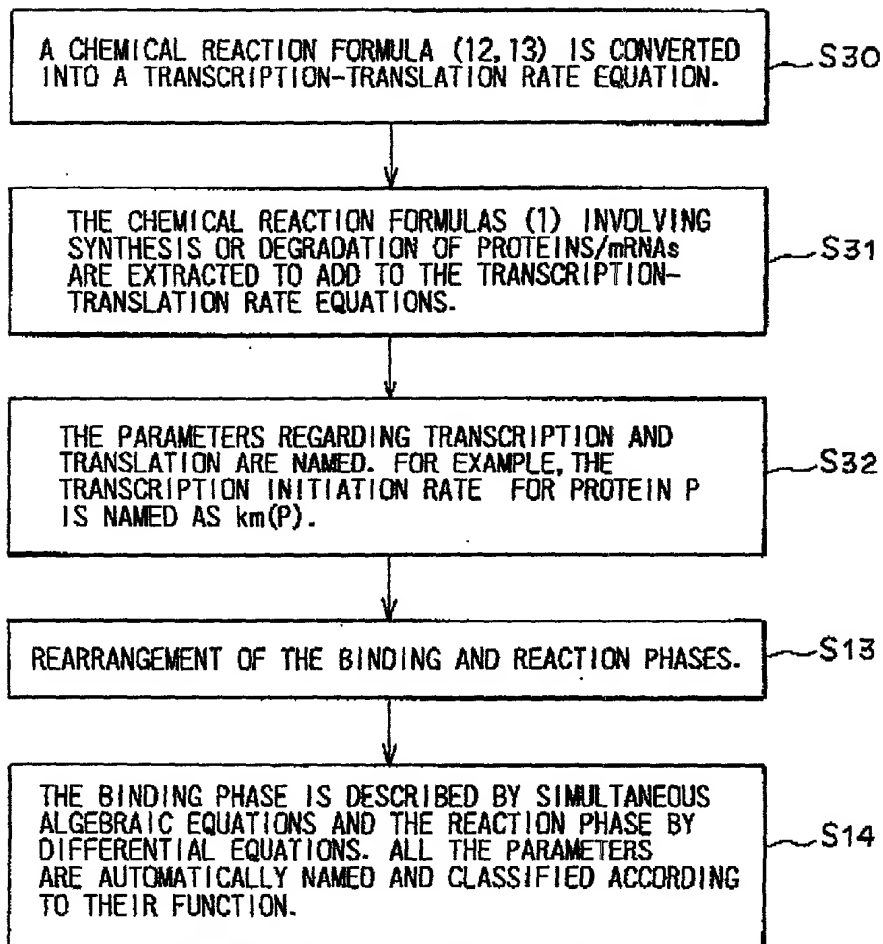 A CHEMICAL REACTION FORMULA (12,13) IS CONVERTED
INTO A TRANSCRIPTION-TRANSLATION RATE EQUATION.
S30
THE CHEMICAL REACTION FORMULAS (1) INVOLVING
SYNTHESIS OR DEGRADATION OF PROTEINS/mRNAs
ARE EXTRACTED TO ADD TO THE TRANSCRIPTION-
TRANSLATION RATE EQUATIONS.
S31
THE PARAMETERS REGARDING TRANSCRIPTION AND
TRANSLATION ARE NAMED. FOR EXAMPLE, THE
TRANSCRIPTION INITIATION RATE FOR PROTEIN P
IS NAMED AS km(P).
S32
REARRANGEMENT OF THE BINDING AND REACTION PHASES.
S13
THE BINDING PHASE IS DESCRIBED BY SIMULTANEOUS
ALGEBRAIC EQUATIONS AND THE REACTION PHASE BY
DIFFERENTIAL EQUATIONS. ALL THE PARAMETERS
ARE AUTOMATICALLY NAMED AND CLASSIFIED ACCORDING
TO THEIR FUNCTION.
S14